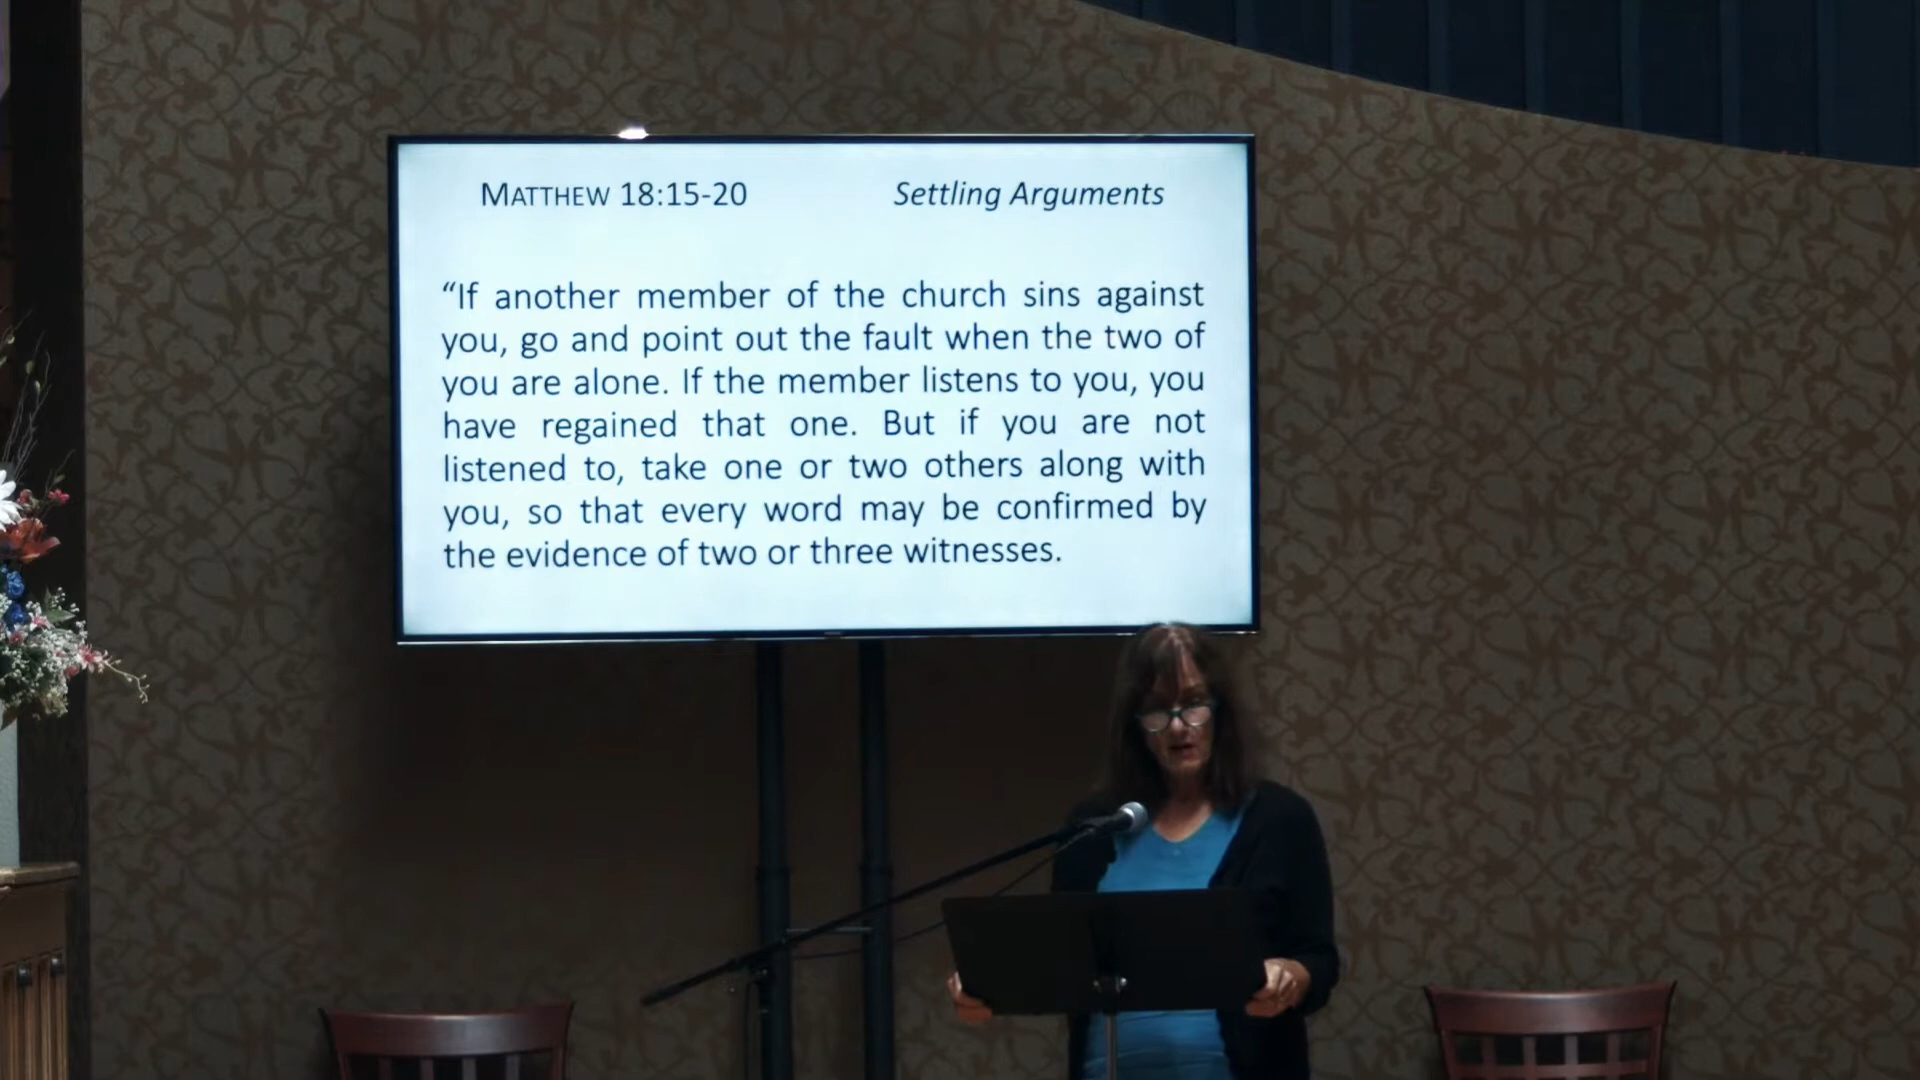 MATTHEW 18:15-20 Settling Arguments
“If another member of the church sins against
you, go and point out the fault when the two of
you are alone. If the member listens to you, you
have regained that one. But if you are not
listened to, take one or two others along with
you, so that every word may be confirmed by
the evidence of two or three witnesses.